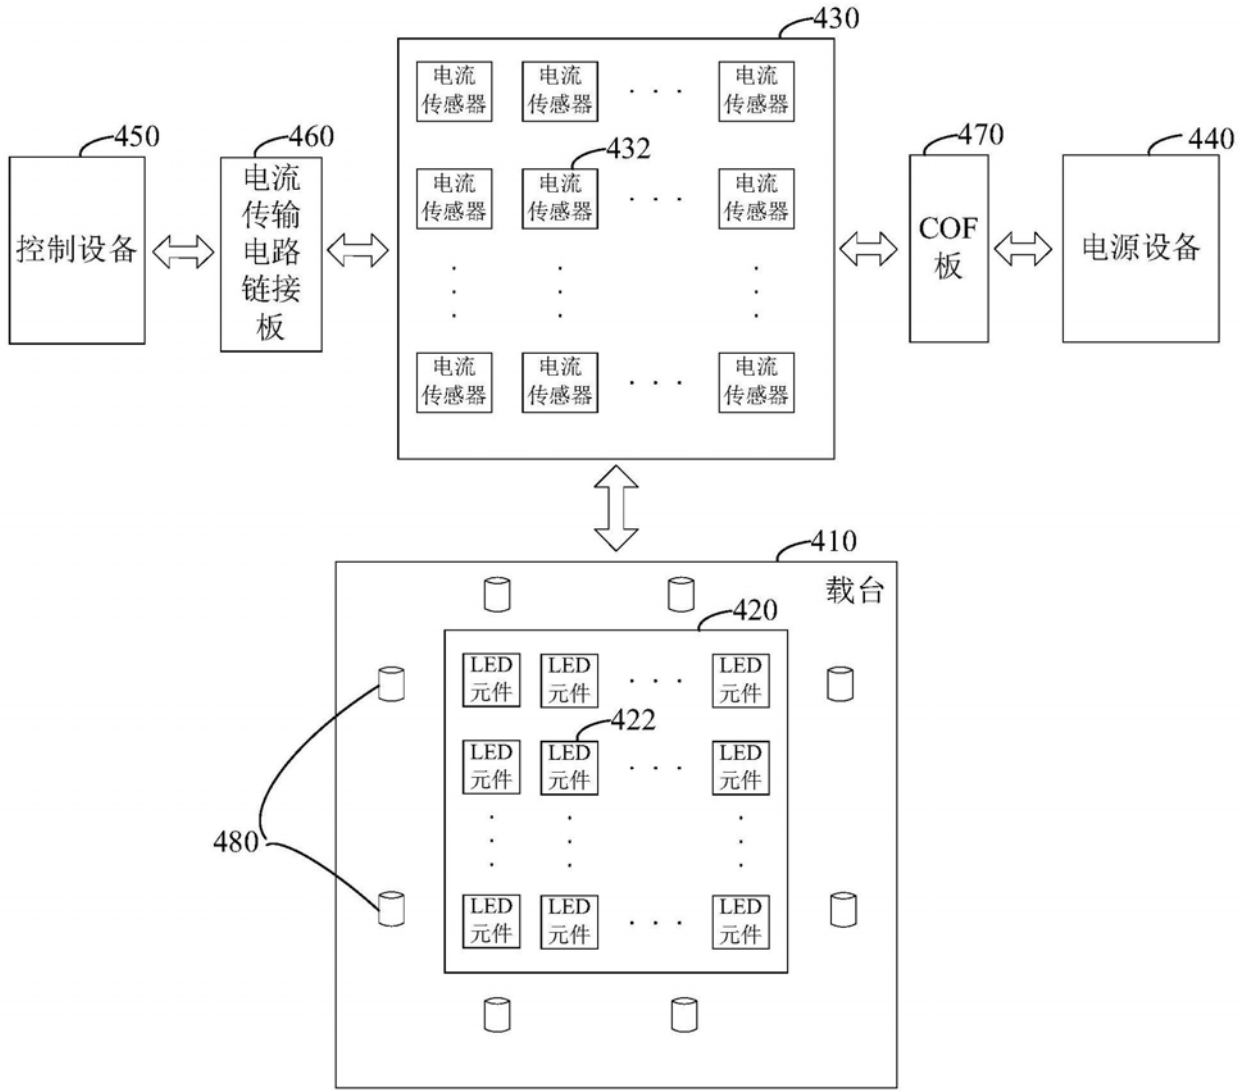 430
电流
传感器
电流
传感器
· · ·
电流
传感器
450
460
432
470
440
控制设备
电流
传输
电路
链接
板
电流
传感器
电流
传感器
· · ·
电流
传感器
COF
板
电源设备
电流
传感器
电流
传感器
· · ·
电流
传感器
410
载台
420
LED
元件
LED
元件
· · ·
LED
元件
422
LED
元件
LED
元件
· · ·
LED
元件
480
LED
元件
LED
元件
· · ·
LED
元件